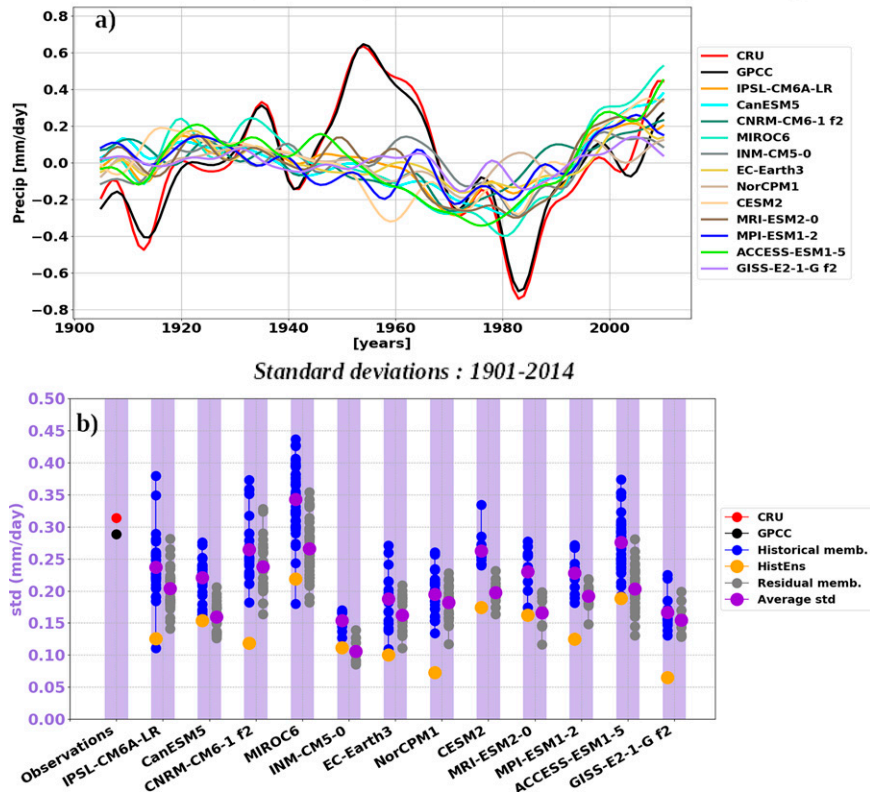 a)
Precip [mm/day]
0.8
0.6
0.4
0.2
0.0
−0.2
−0.4
−0.6
−0.8
1900
1920
1940
1960
1980
2000
[years]
CRU
GPCC
IPSL-CM6A-LR
CanESM5
CNRM-CM6-1 f2
MIROC6
INM-CM5-0
EC-Earth3
NorCPM1
CESM2
MRI-ESM2-0
MPI-ESM1-2
ACCESS-ESM1-5
GISS-E2-1-G f2
Standard deviations : 1901-2014
b)
std (mm/day)
0.50
0.45
0.40
0.35
0.30
0.25
0.20
0.15
0.10
0.05
0.00
Observations
IPSL-CM6A-LR
CanESM5
CNRM-CM6-1 f2
MIROC6
INM-CM5-0
EC-Earth3
NorCPM1
CESM2
MRI-ESM2-0
MPI-ESM1-2
ACCESS-ESM1-5
GISS-E2-1-G f2
CRU
GPCC
Historical memb.
HistEns
Residual memb.
Average std